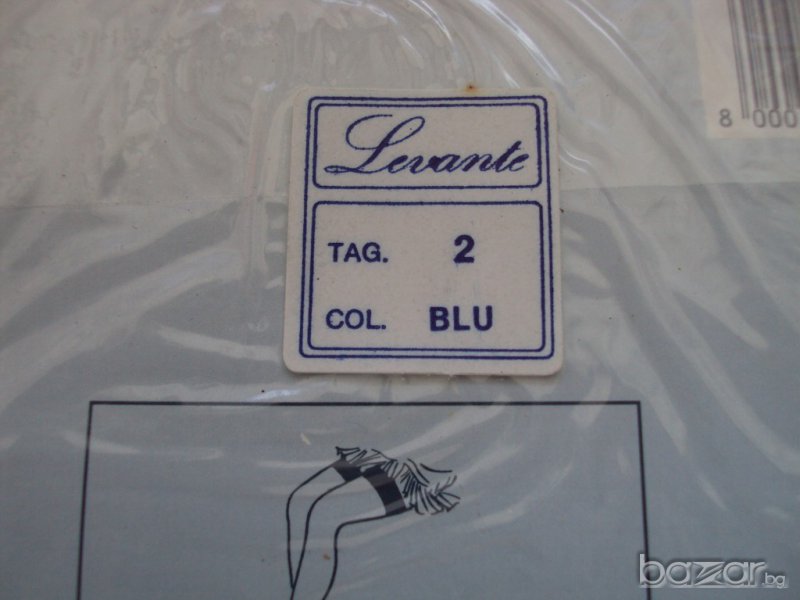 8 000
Levante
TAG. 2
COL. BLU
bazar.bg